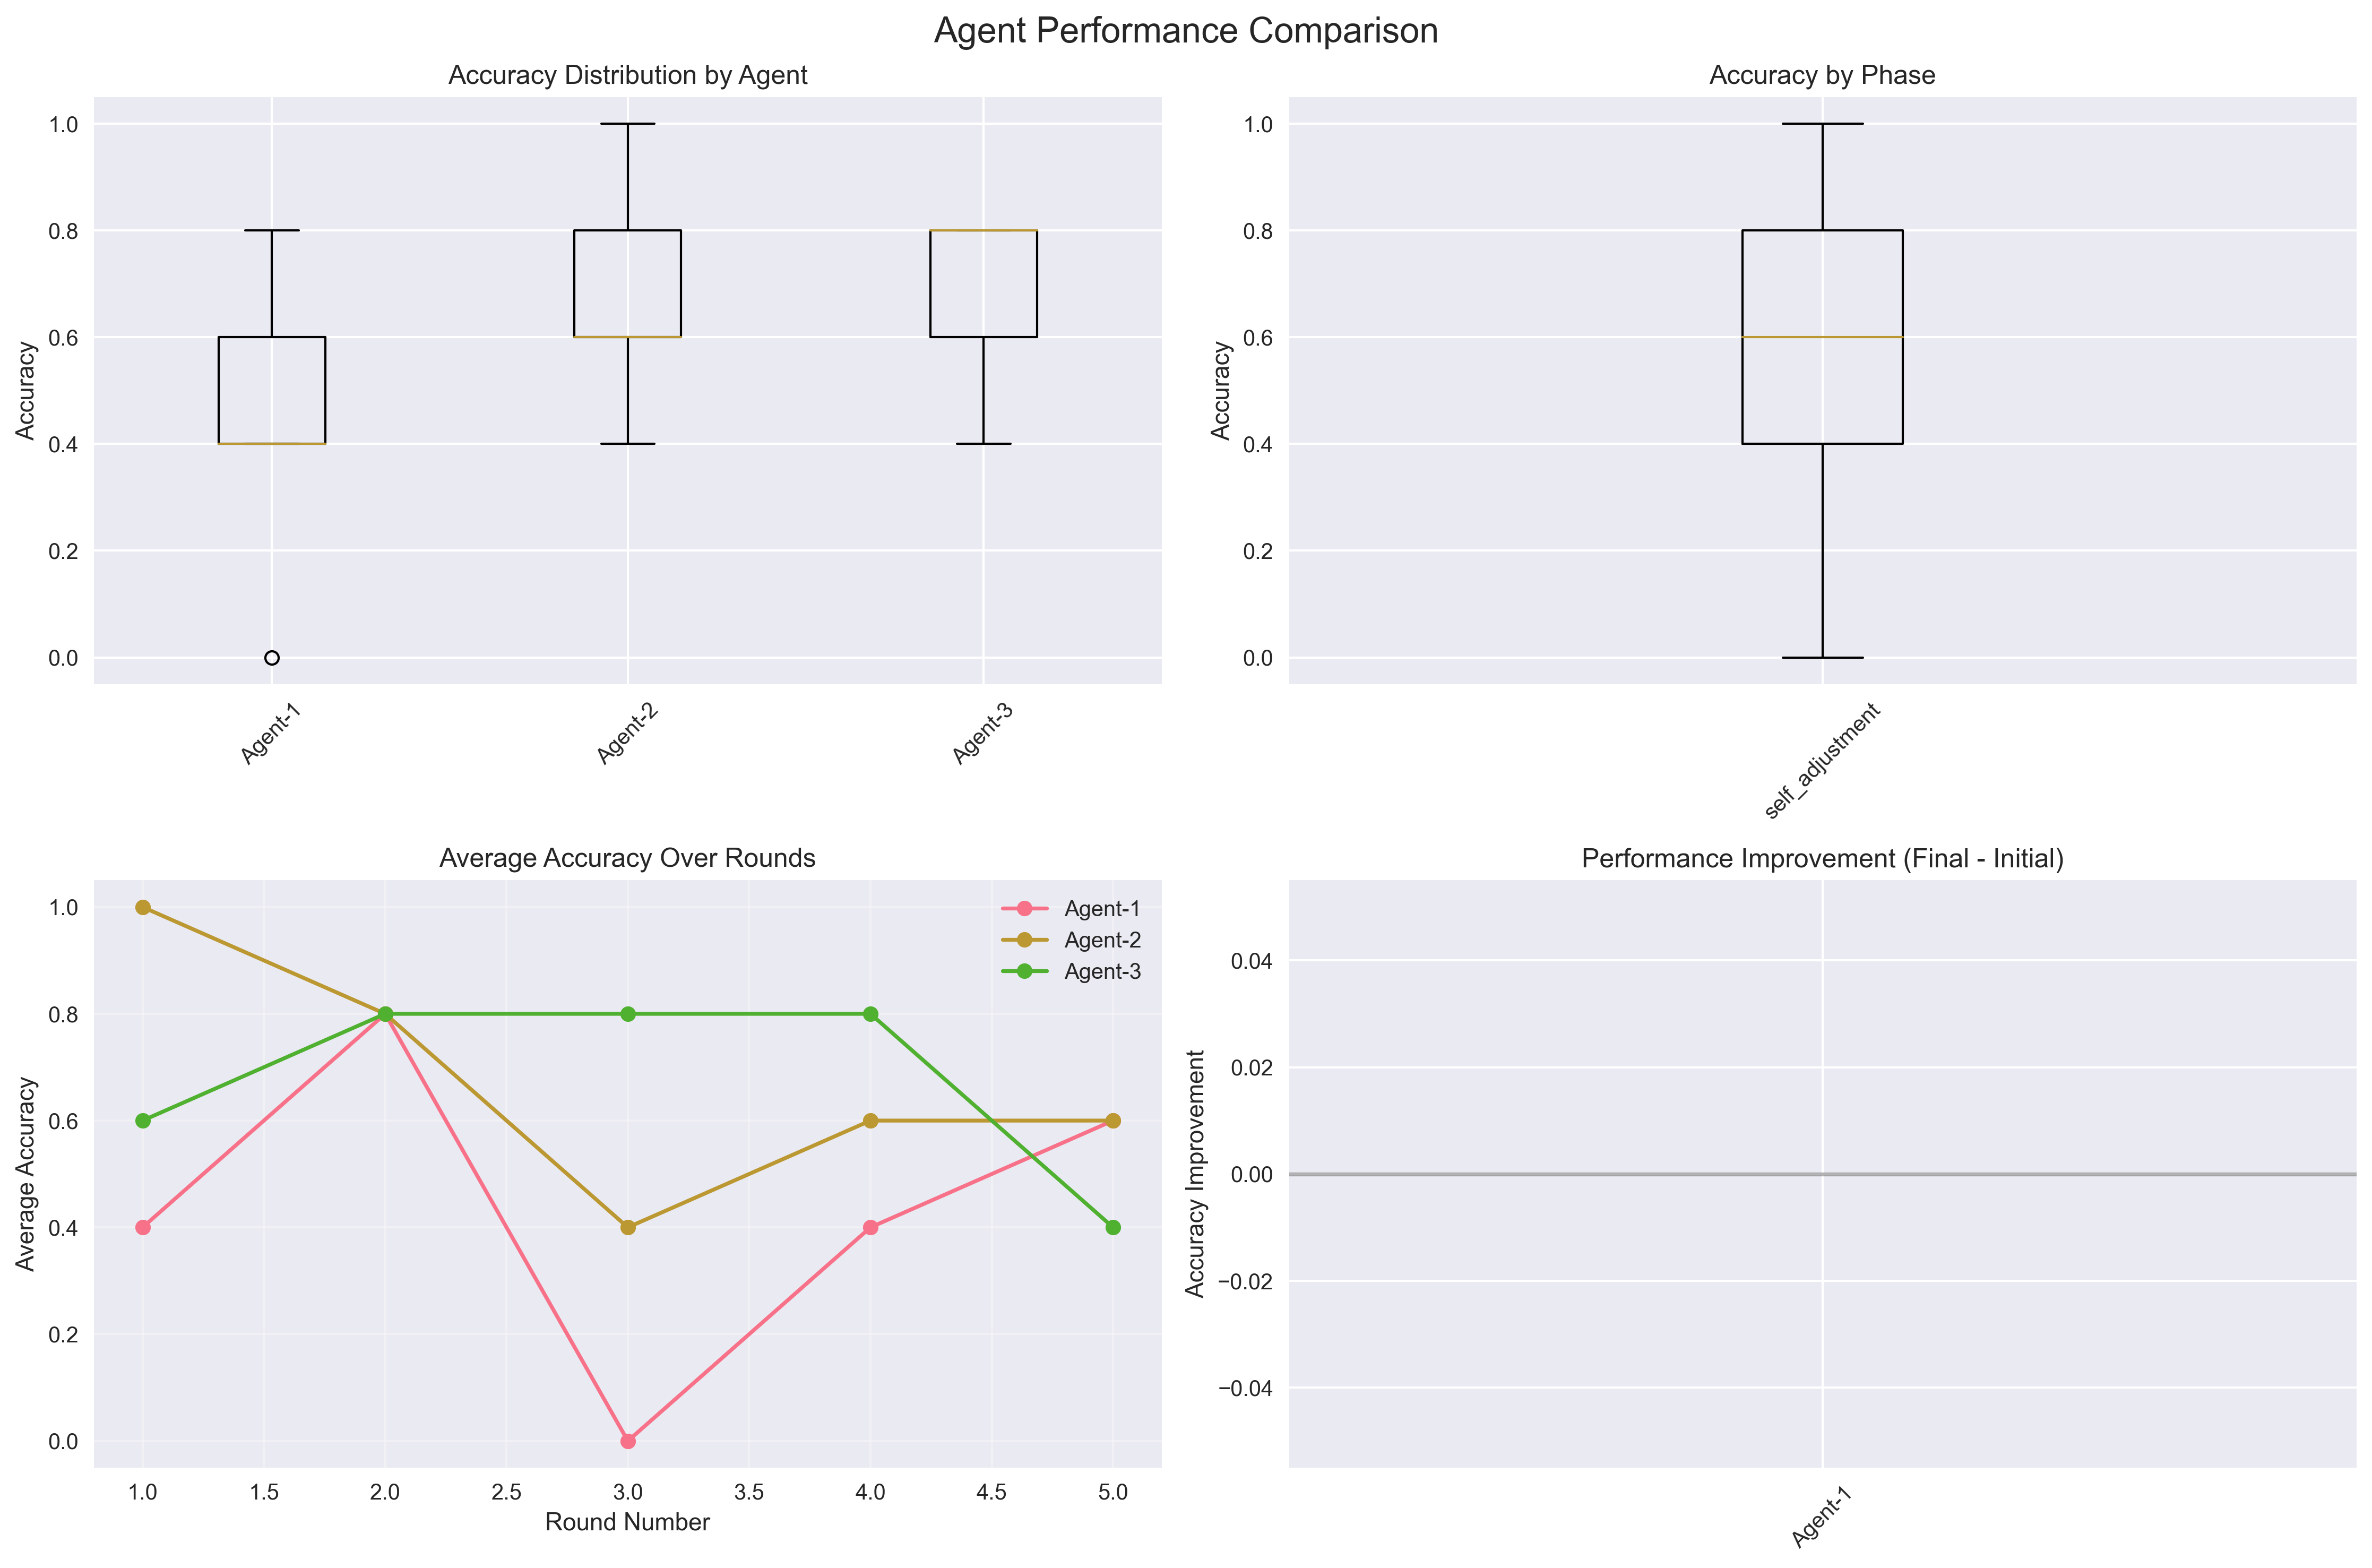 Agent Performance Comparison
Accuracy Distribution by Agent
Accuracy
1.0
0.8
0.6
0.4
0.2
0.0
Agent-1
Agent-2
Agent-3
Accuracy by Phase
Accuracy
1.0
0.8
0.6
0.4
0.2
0.0
self_adjustment
Average Accuracy Over Rounds
Average Accuracy
1.0
0.8
0.6
0.4
0.2
0.0
Agent-1
Agent-2
Agent-3
1.0 1.5 2.0 2.5 3.0 3.5 4.0 4.5 5.0
Round Number
Performance Improvement (Final - Initial)
Accuracy Improvement
0.04
0.02
0.00
−0.02
−0.04
Agent-1